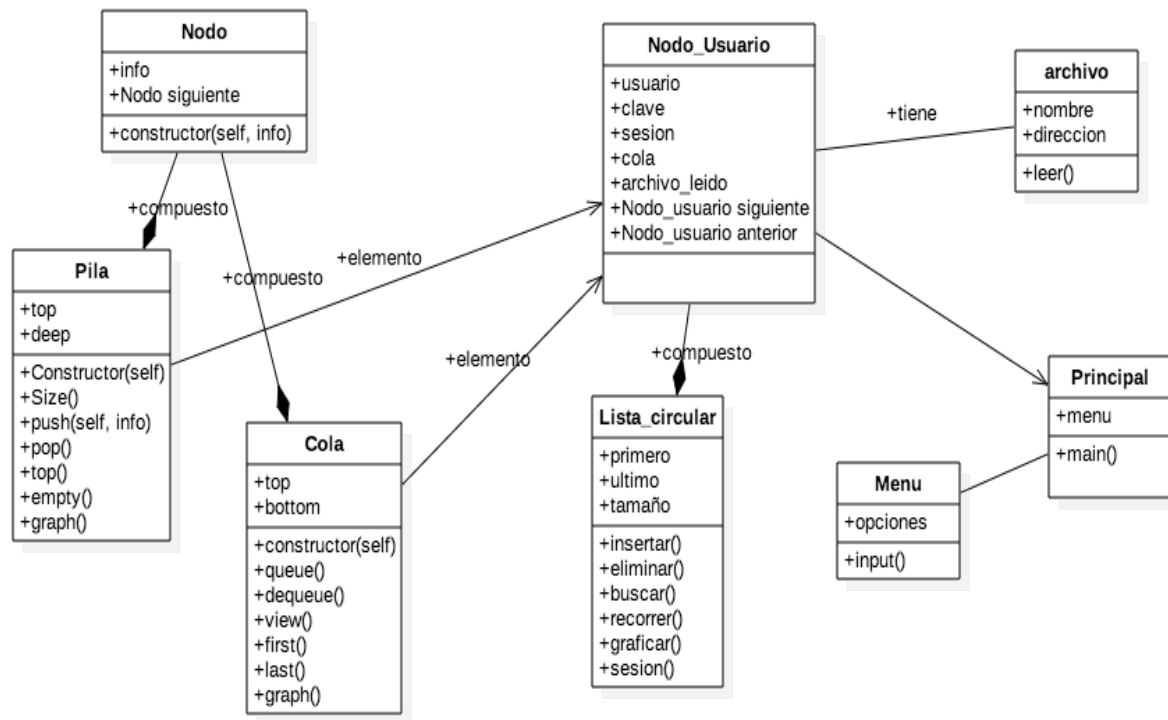 Nodo
+info
+Nodo siguiente
+constructor(self, info)
+compuesto
+compuesto
Pila
+top
+deep
+Constructor(self)
+Size()
+push(self, info)
+pop()
+top()
+empty()
+graph()
+elemento
Cola
+top
+bottom
+constructor(self)
+queue()
+dequeue()
+view()
+first()
+last()
+graph()
+elemento
Nodo_Usuario
+usuario
+clave
+sesion
+cola
+archivo_leido
+Nodo_usuario siguiente
+Nodo_usuario anterior
+compuesto
Lista_circular
+primero
+ultimo
+tamaño
+insertar()
+eliminar()
+buscar()
+recorrer()
+graficar()
+sesion()
+tiene
archivo
+nombre
+direccion
+leer()
Principal
+menu
+main()
Menu
+opciones
+input()